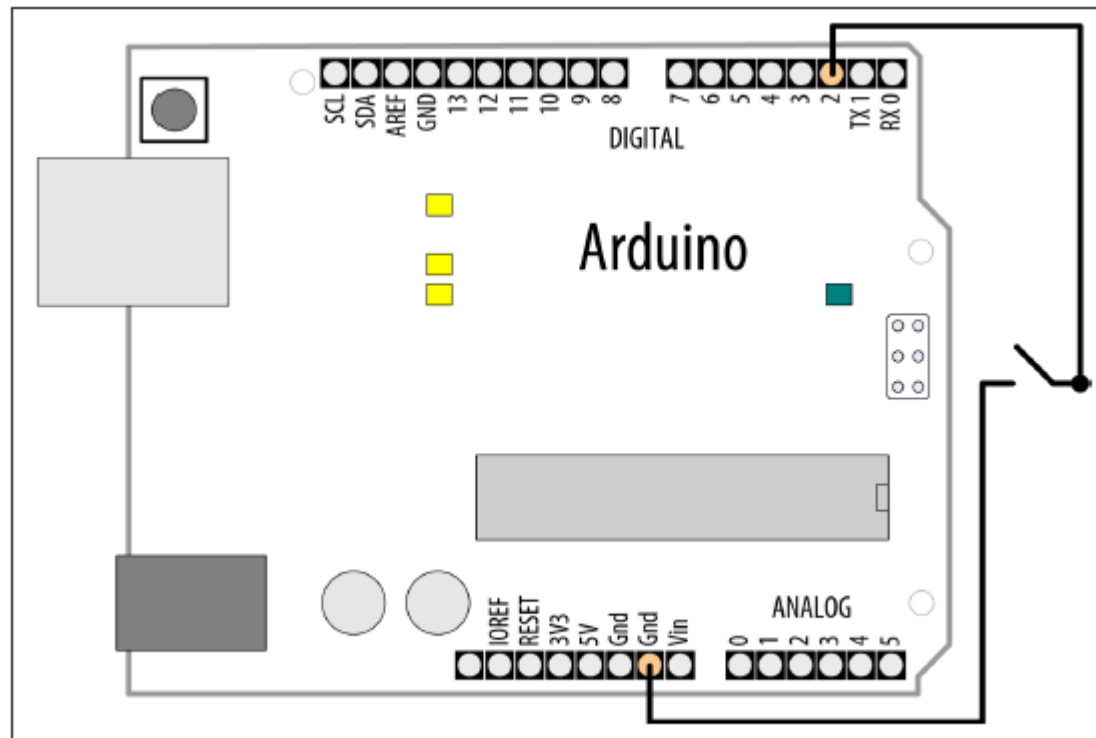 SCL SDA AREF GND 13 12 11 10 9 8 7 6 5 4 3 2 TX 1 RX 0
DIGITAL
Arduino
ANALOG
IOREF RESET 3V3 5V Gnd Gnd Vin 0 1 2 3 4 5